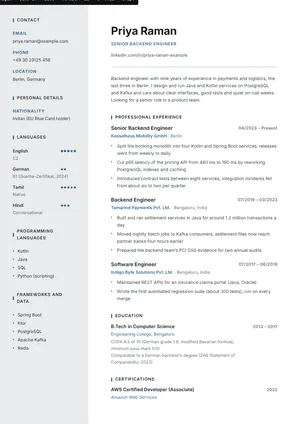 CONTACT
EMAIL
priya.raman@example.com
PHONE
+49 30 23125 456
LOCATION
Berlin, Germany
PERSONAL DETAILS
NATIONALITY
Indian (EU Blue Card holder)
LANGUAGES
English
C2
German
B1 (Goethe-Zertifikat, 2024)
Tamil
Native
Hindi
Conversational
PROGRAMMING
LANGUAGES
Kotlin
Java
SQL
Python (scripting)
FRAMEWORKS AND
DATA
Spring Boot
Ktor
PostgreSQL
Apache Kafka
Redis
Priya Raman
SENIOR BACKEND ENGINEER
linkedin.com/in/priya-raman-example
Backend engineer with nine years of experience in payments and logistics, the
last three in Berlin. I design and run Kotlin and Java services on PostgreSQL
and Kafka and care about clear interfaces, good tests and quiet on-call weeks.
Looking for a senior role in a product team
PROFESSIONAL EXPERIENCE
Senior Backend Engineer 04/2023 – Present
Kesselhaus Mobility GmbH · Berlin
Split the booking monolith into four Kotlin and Spring Boot services; releases
went from weekly to daily
Cut p95 latency of the pricing API from 480 ms to 190 ms by reworking
PostgreSQL indexes and caching
Introduced contract tests between eight services; integration incidents fell
from about six to two per quarter
Backend Engineer 07/2019 – 03/2023
Tamarind Payments Pvt. Ltd. · Bengaluru, India
Built and ran settlement services in Java for around 1.2 million transactions a
day
Moved nightly batch jobs to Kafka consumers; settlement files now reach
partner banks four hours earlier
Prepared the backend team's PCI DSS evidence for two annual audits
Software Engineer 07/2017 – 06/2019
Indigo Byte Solutions Pvt. Ltd. · Bengaluru, India
Maintained REST APIs for an insurance claims portal (Java, Oracle)
Wrote the first automated regression suite (about 300 tests), run on every
merge
EDUCATION
B.Tech in Computer Science 2013 – 2017
Engineering college, Bengaluru
CGPA 8.5 of 10 (German grade 1.9, modified Bavarian formula,
minimum pass mark 5.0)
Comparable to a German bachelor's degree (ZAB Statement of
Comparability, 2023)
CERTIFICATIONS
AWS Certified Developer (Associate) 2022
Amazon Web Services